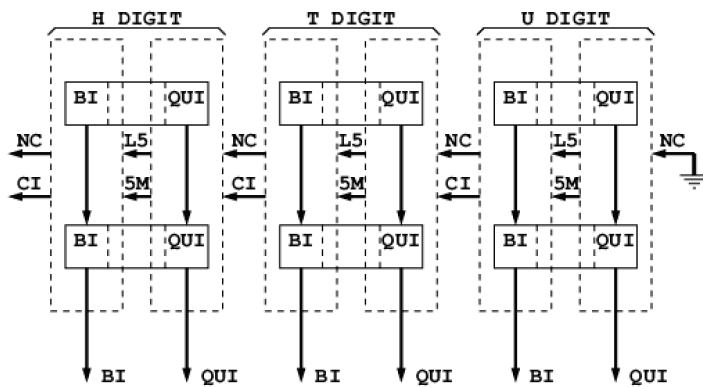 H DIGIT T DIGIT U DIGIT
BI QUI BI QUI BI QUI
NC L5 NC L5 NC L5 NC
CI 5M CI 5M CI 5M
BI QUI BI QUI BI QUI
BI QUI BI QUI BI QUI